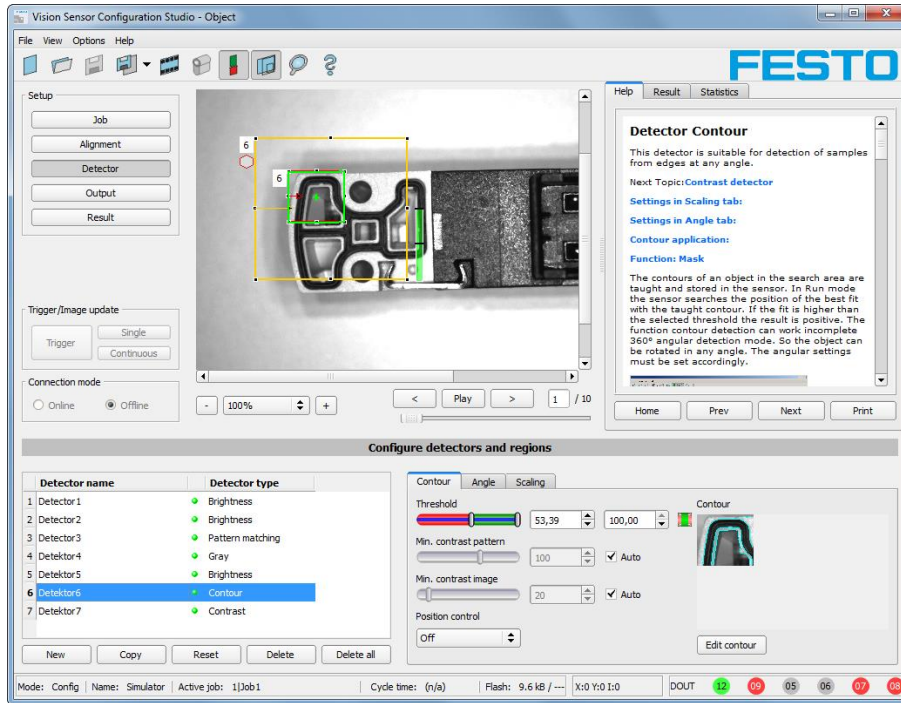 Vision Sensor Configuration Studio - Object
File View Options Help
FESTO
Setup
Job
Alignment
Detector
Output
Result
Trigger/Image update
Trigger
Single
Continuous
Connection mode
Online
Offline
6
6
-
100%
+
<
Play
>
1 / 10
Help Result Statistics
Detector Contour
This detector is suitable for detection of samples
from edges at any angle.
Next Topic:Contrast detector
Settings in Scaling tab:
Settings in Angle tab:
Contour application:
Function: Mask
The contours of an object in the search area are
taught and stored in the sensor. In Run mode
the sensor searches the position of the best fit
with the taught contour. If the fit is higher than
the selected threshold the result is positive. The
function contour detection can work incomplete
360° angular detection mode. So the object can
be rotated in any angle. The angular settings
must be set accordingly.
Home Prev Next Print
Configure detectors and regions
Detector name Detector type
1 Detector1 Brightness
2 Detector2 Brightness
3 Detector3 Pattern matching
4 Detektor4 Gray
5 Detektor5 Brightness
6 Detektor6 Contour
7 Detektor7 Contrast
New Copy Reset Delete Delete all
Contour Angle Scaling
Threshold
53,39 100,00
Min. contrast pattern
100 Auto
Min. contrast image
20 Auto
Position control
Off
Contour
Edit contour
Mode: Config Name: Simulator Active job: 1|Job1 Cycle time: (n/a) Flash: 9.6 kB / --- X:0 Y:0 I:0 DOUT 12 09 05 06 07 08